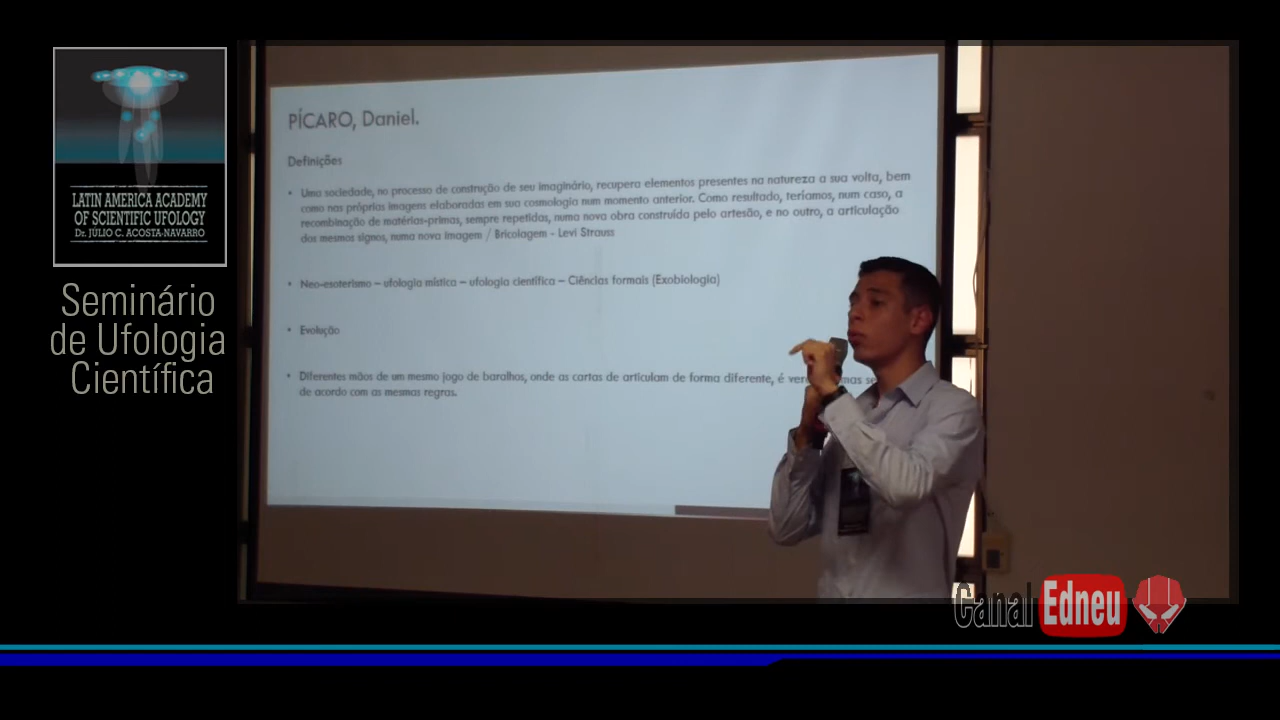 LATIN AMERICA ACADEMY
OF SCIENTIFIC UFOLOGY
Dr. JÚLIO C. ACOSTA-NAVARRO
Seminário
de Ufologia
Científica
PÍCARO, Daniel.
Definições
• Uma sociedade, no processo de construção de seu imaginário, recupera elementos presentes na natureza a sua volta, bem
como nas próprias imagens elaboradas em sua cosmologia num momento anterior. Como resultado, teríamos, num caso, a
recombinação de matérias-primas, sempre repetidas, numa nova obra construída pelo artesão, e no outro, a articulação
dos mesmos signos, numa nova imagem / Bricolagem - Levi Strauss
• Neo-esoterismo – ufologia mística – ufologia científica – Ciências formais (Exobiologia)
• Evolução
• Diferentes mãos de um mesmo jogo de baralhos, onde as cartas de articulam de forma diferente, é
de acordo com as mesmas regras.
Canal Edneu